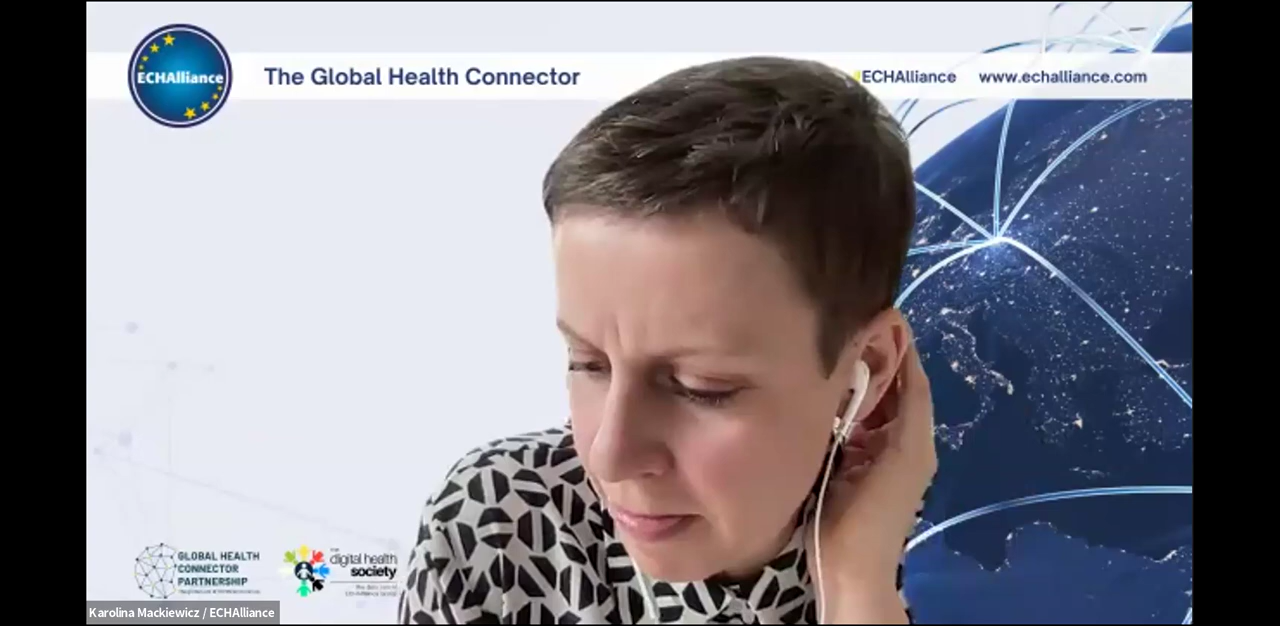 ECHAlliance
The Global Health Connector
ECHAlliance www.echalliance.com
GLOBAL HEALTH
CONNECTOR
PARTNERSHIP
digital health
society
Karolina Mackiewicz / ECHAlliance